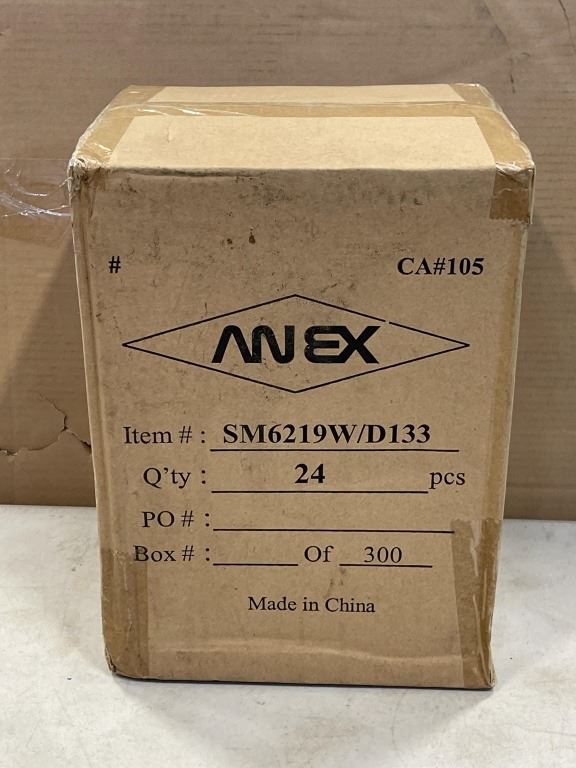 # CA#105
ANEX
Item # : SM6219W/D133
Q'ty : 24 pcs
PO # :
Box # : Of 300
Made in China